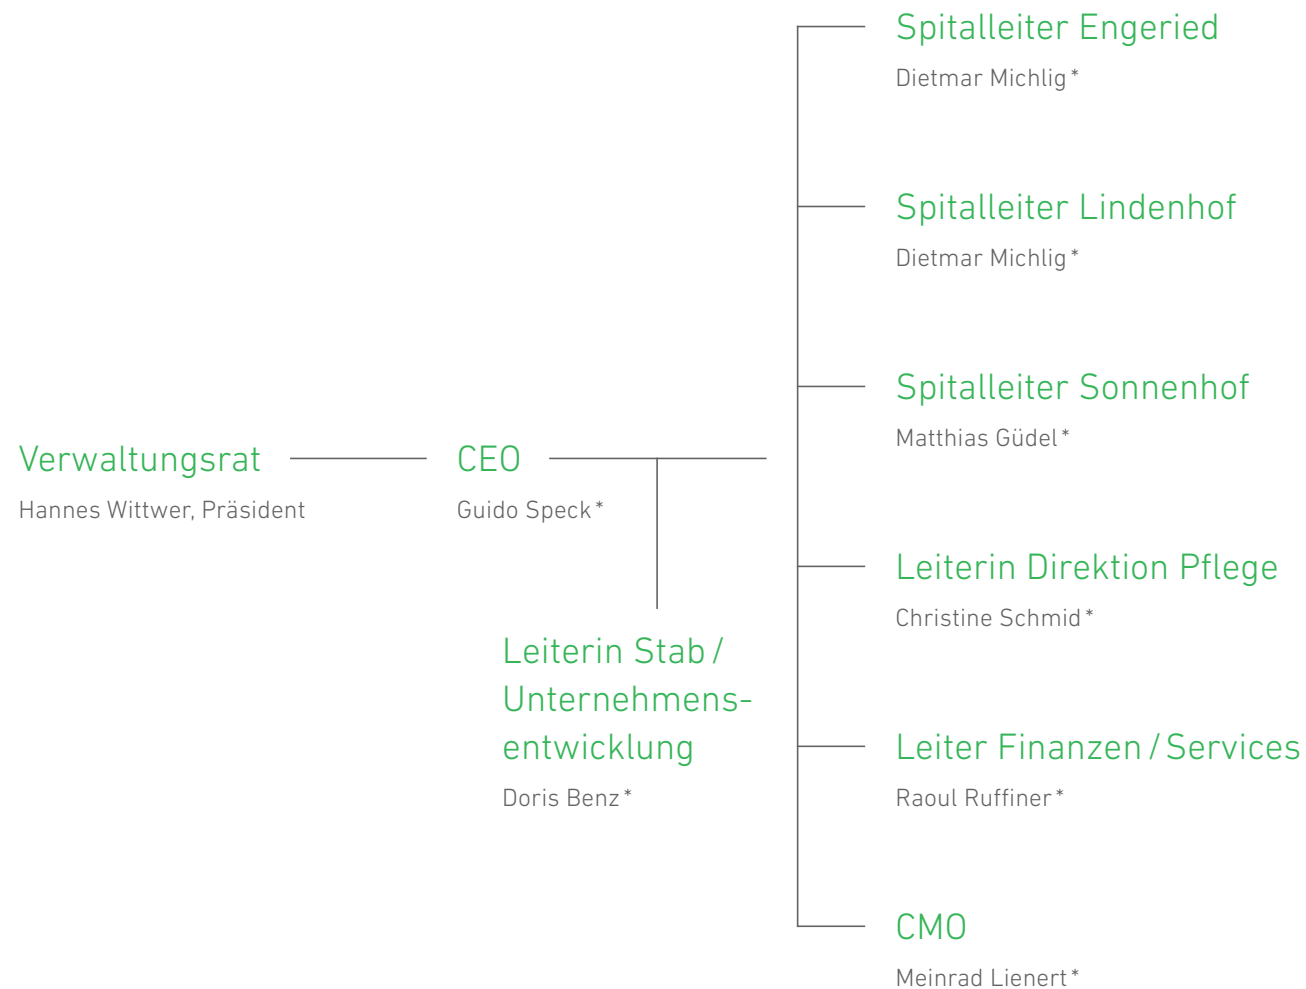 Verwaltungsrat
Hannes Wittwer, Präsident
CEO
Guido Speck*
Leiterin Stab /
Unternehmens-
entwicklung
Doris Benz*
Spitalleiter Engeried
Dietmar Michlig*
Spitalleiter Lindenhof
Dietmar Michlig*
Spitalleiter Sonnenhof
Matthias Güdel*
Leiterin Direktion Pflege
Christine Schmid*
Leiter Finanzen / Services
Raoul Ruffiner*
CMO
Meinrad Lienert*